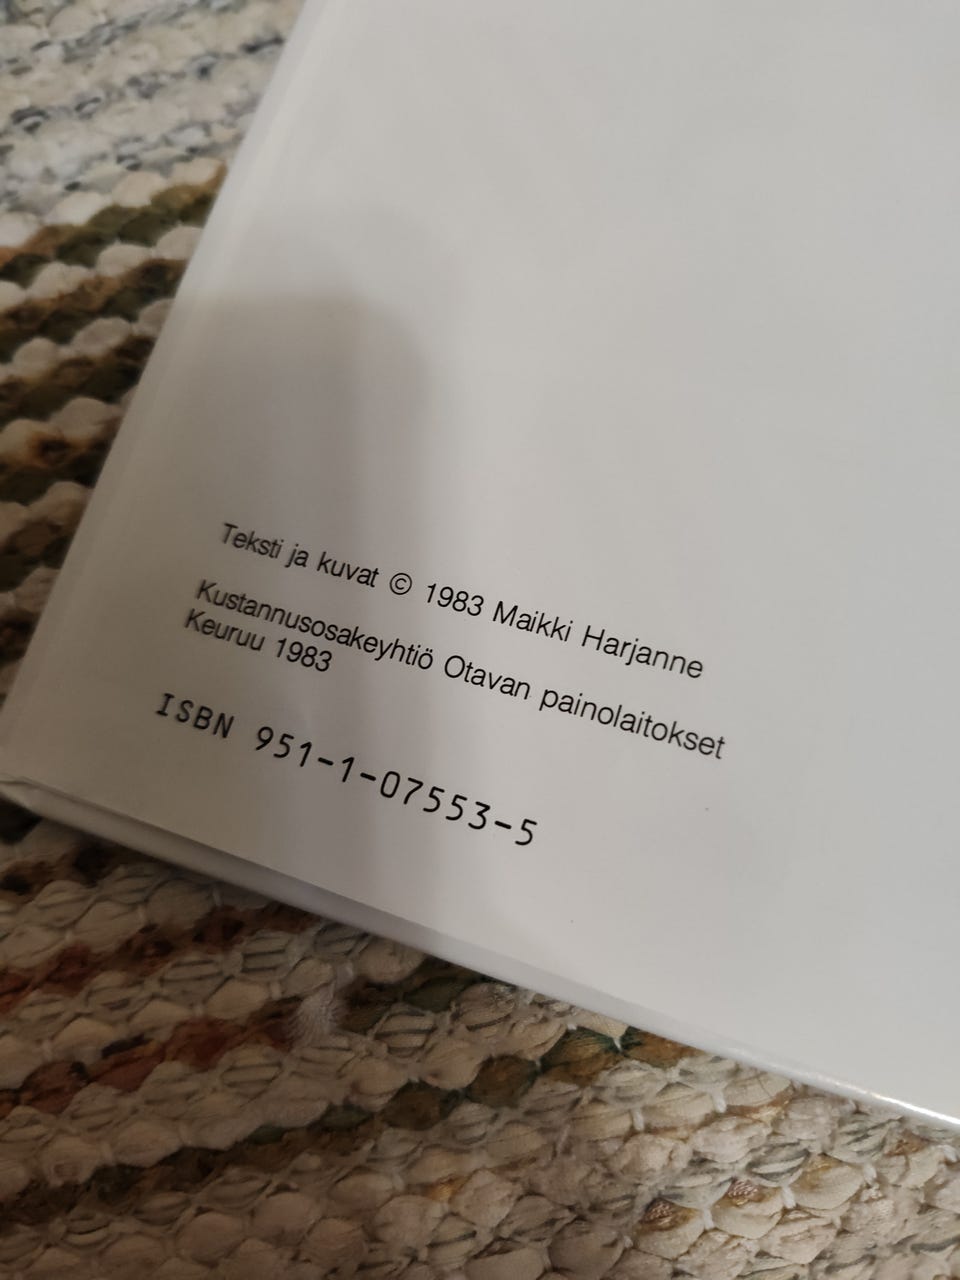 Teksti ja kuvat © 1983 Maikki Harjanne
Kustannusosakeyhtiö Otavan painolaitokset
Keuruu 1983
ISBN 951-1-07553-5